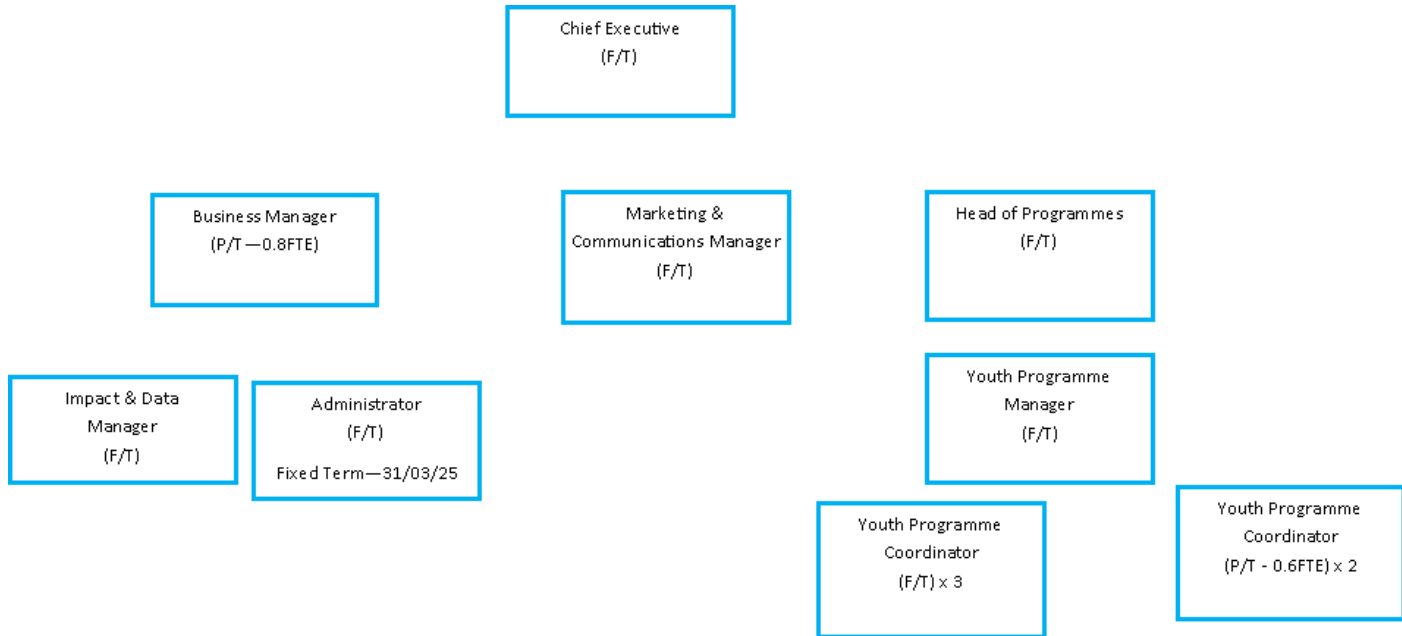 Chief Executive
(F/T)
Business Manager
(P/T—0.8FTE)
Marketing &
Communications Manager
(F/T)
Head of Programmes
(F/T)
Impact & Data
Manager
(F/T)
Administrator
(F/T)
Fixed Term—31/03/25
Youth Programme
Manager
(F/T)
Youth Programme
Coordinator
(F/T) x 3
Youth Programme
Coordinator
(P/T - 0.6FTE) x 2